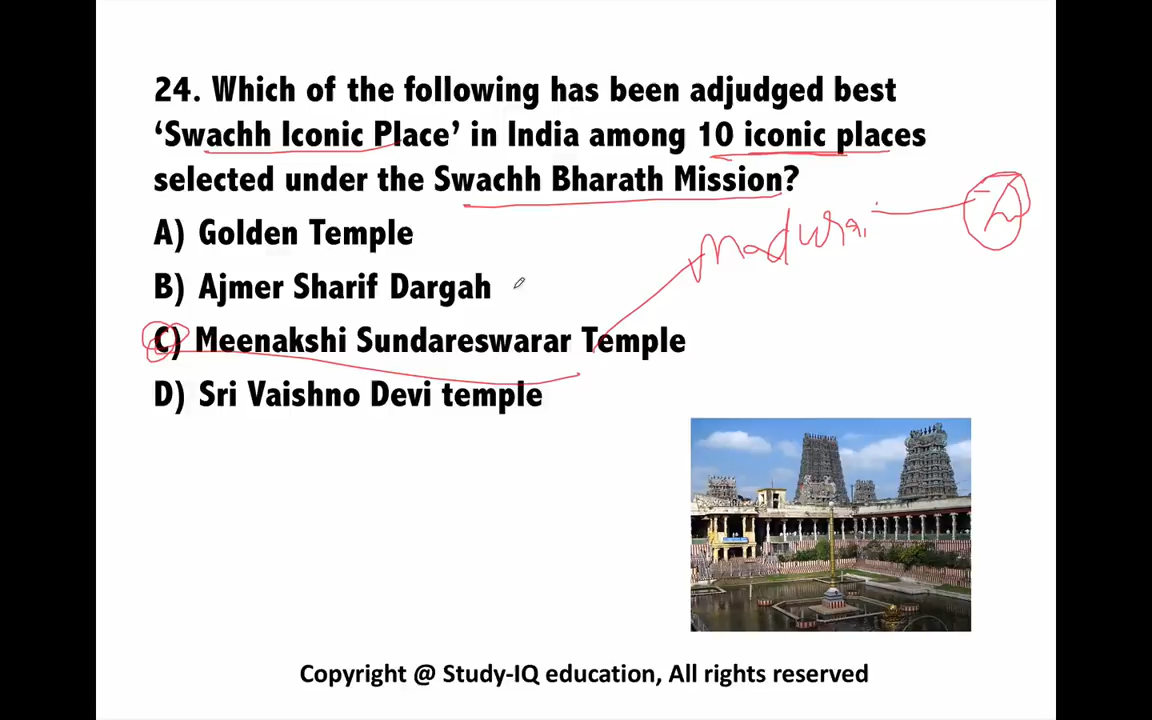 24. Which of the following has been adjudged best
‘Swachh Iconic Place’ in India among 10 iconic places
selected under the Swachh Bharath Mission?
A) Golden Temple
B) Ajmer Sharif Dargah
C) Meenakshi Sundareswarar Temple
Madurai
D) Sri Vaishno Devi temple
Copyright @ Study-IQ education, All rights reserved